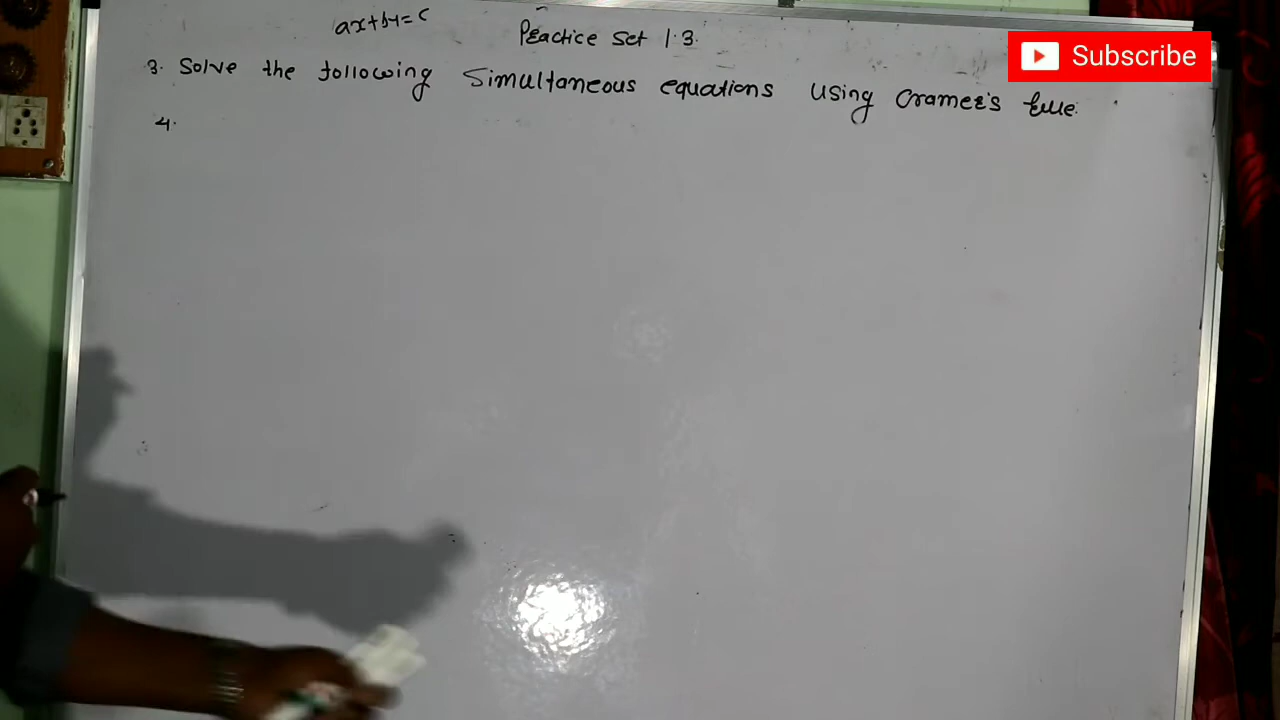 ax+by=c
Practice Set 1.3.
Subscribe
3. Solve the following Simultaneous equations using Cramer's rule.
4.